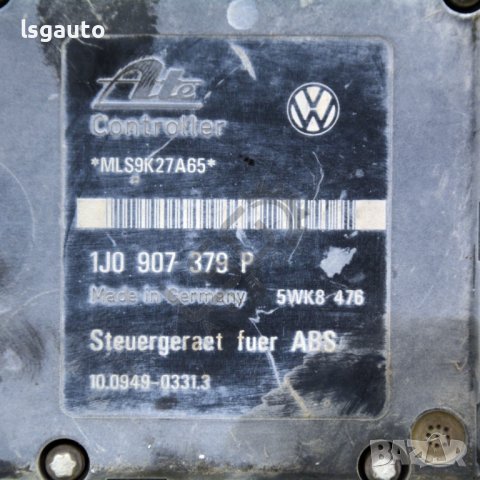 lsgauto
Ate
Controller
*MLS9K27A65*
1J0 907 379 P
Made in Germany 5WK8 476
Steuergeraet fuer ABS
10.0949-0331.3
BAZAR